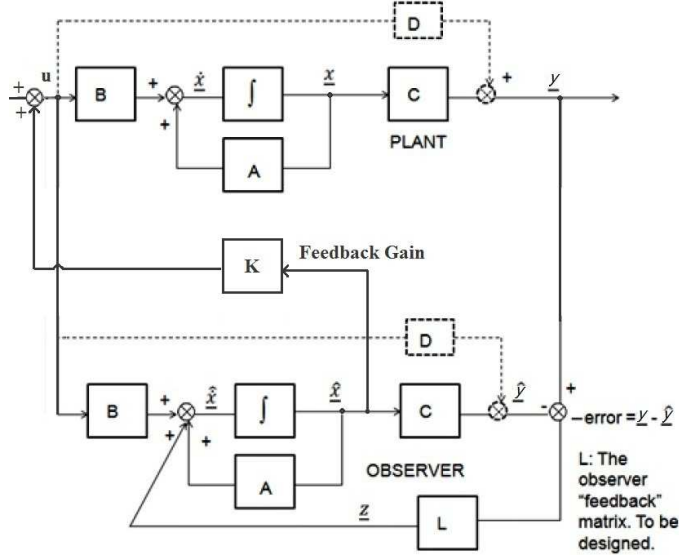 D
+
+
u
B
+
+
ẋ
∫
x
C
+
y
A
PLANT
K
Feedback Gain
D
B
+
+
+
x̂̇
∫
x̂
C
ŷ
-
+
error = y - ŷ
A
OBSERVER
z
L
L: The
observer
“feedback”
matrix. To be
designed.